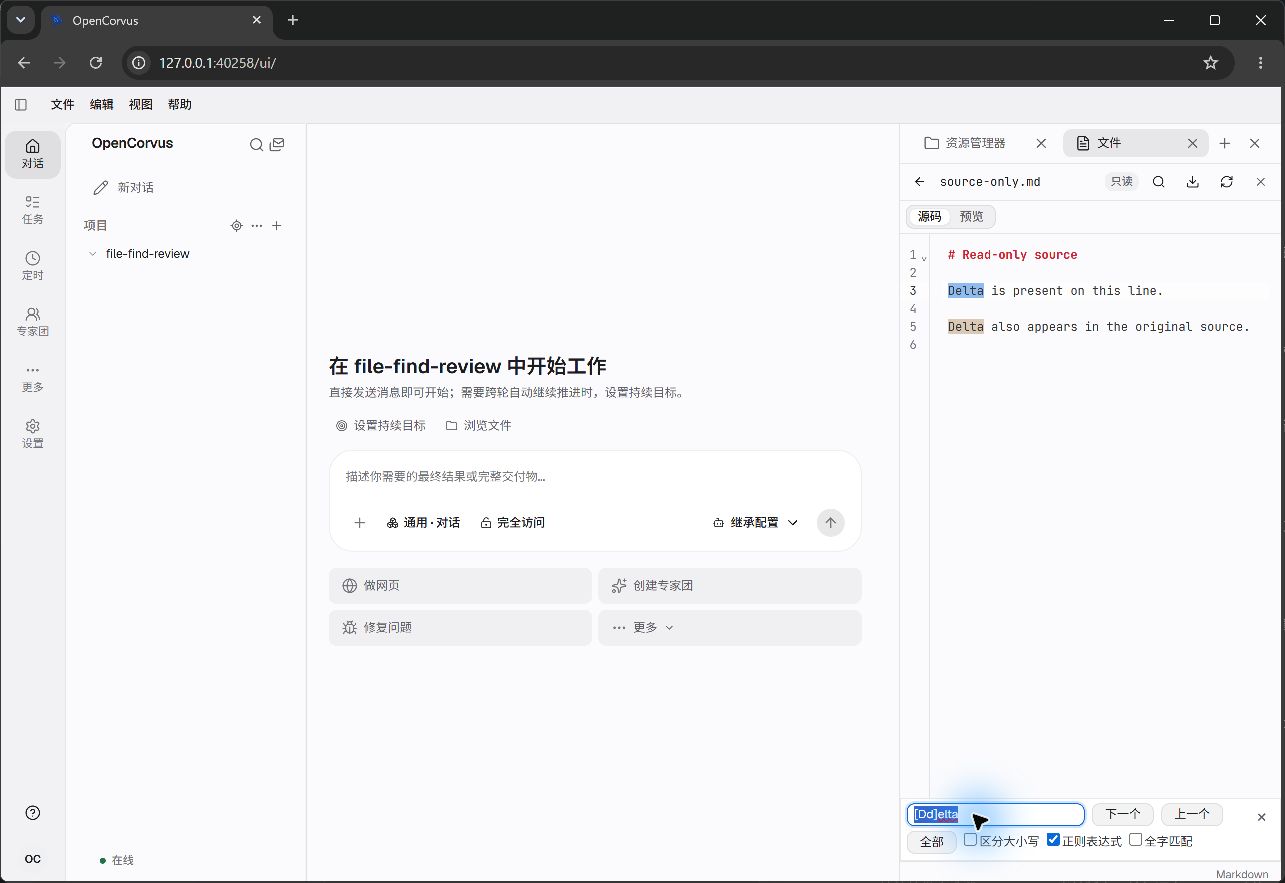 OpenCorvus
127.0.0.1:40258/ui/
文件 编辑 视图 帮助
对话
任务
定时
专家团
更多
设置
OC
OpenCorvus
新对话
项目
file-find-review
在线
在 file-find-review 中开始工作
直接发送消息即可开始；需要跨轮自动继续推进时，设置持续目标。
设置持续目标 浏览文件
描述你需要的最终结果或完整交付物...
通用 · 对话 完全访问 继承配置
做网页 创建专家团
修复问题 更多
资源管理器 文件
source-only.md 只读
源码 预览
1 # Read-only source
2
3 Delta is present on this line.
4
5 Delta also appears in the original source.
6
[Dd]elta 下一个 上一个
全部 区分大小写 正则表达式 全字匹配
Markdown